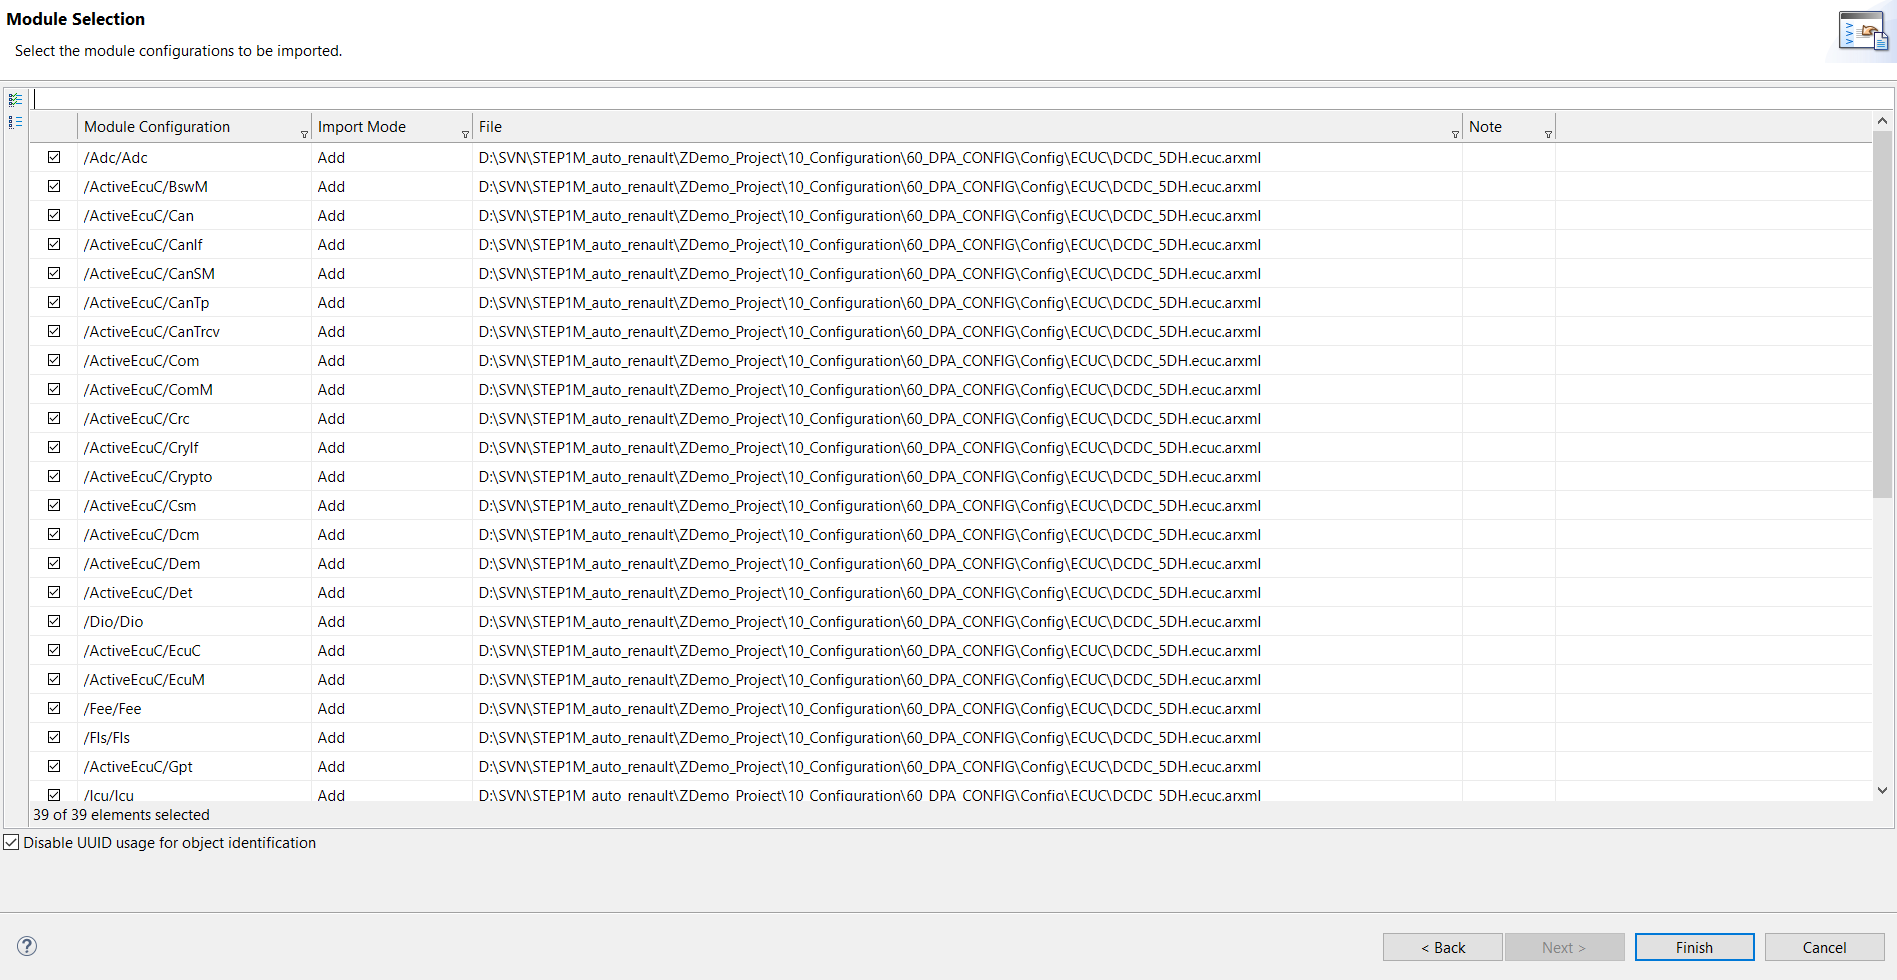 Module Selection
Select the module configurations to be imported.
Module Configuration Import Mode File Note
/Adc/Adc Add D:\SVN\STEP1M_auto_renault\ZDemo_Project\10_Configuration\60_DPA_CONFIG\Config\ECUC\DCDC_5DH.ecuc.arxml
/ActiveEcuC/BswM Add D:\SVN\STEP1M_auto_renault\ZDemo_Project\10_Configuration\60_DPA_CONFIG\Config\ECUC\DCDC_5DH.ecuc.arxml
/ActiveEcuC/Can Add D:\SVN\STEP1M_auto_renault\ZDemo_Project\10_Configuration\60_DPA_CONFIG\Config\ECUC\DCDC_5DH.ecuc.arxml
/ActiveEcuC/CanIf Add D:\SVN\STEP1M_auto_renault\ZDemo_Project\10_Configuration\60_DPA_CONFIG\Config\ECUC\DCDC_5DH.ecuc.arxml
/ActiveEcuC/CanSM Add D:\SVN\STEP1M_auto_renault\ZDemo_Project\10_Configuration\60_DPA_CONFIG\Config\ECUC\DCDC_5DH.ecuc.arxml
/ActiveEcuC/CanTp Add D:\SVN\STEP1M_auto_renault\ZDemo_Project\10_Configuration\60_DPA_CONFIG\Config\ECUC\DCDC_5DH.ecuc.arxml
/ActiveEcuC/CanTrcv Add D:\SVN\STEP1M_auto_renault\ZDemo_Project\10_Configuration\60_DPA_CONFIG\Config\ECUC\DCDC_5DH.ecuc.arxml
/ActiveEcuC/Com Add D:\SVN\STEP1M_auto_renault\ZDemo_Project\10_Configuration\60_DPA_CONFIG\Config\ECUC\DCDC_5DH.ecuc.arxml
/ActiveEcuC/ComM Add D:\SVN\STEP1M_auto_renault\ZDemo_Project\10_Configuration\60_DPA_CONFIG\Config\ECUC\DCDC_5DH.ecuc.arxml
/ActiveEcuC/Crc Add D:\SVN\STEP1M_auto_renault\ZDemo_Project\10_Configuration\60_DPA_CONFIG\Config\ECUC\DCDC_5DH.ecuc.arxml
/ActiveEcuC/CryIf Add D:\SVN\STEP1M_auto_renault\ZDemo_Project\10_Configuration\60_DPA_CONFIG\Config\ECUC\DCDC_5DH.ecuc.arxml
/ActiveEcuC/Crypto Add D:\SVN\STEP1M_auto_renault\ZDemo_Project\10_Configuration\60_DPA_CONFIG\Config\ECUC\DCDC_5DH.ecuc.arxml
/ActiveEcuC/Csm Add D:\SVN\STEP1M_auto_renault\ZDemo_Project\10_Configuration\60_DPA_CONFIG\Config\ECUC\DCDC_5DH.ecuc.arxml
/ActiveEcuC/Dcm Add D:\SVN\STEP1M_auto_renault\ZDemo_Project\10_Configuration\60_DPA_CONFIG\Config\ECUC\DCDC_5DH.ecuc.arxml
/ActiveEcuC/Dem Add D:\SVN\STEP1M_auto_renault\ZDemo_Project\10_Configuration\60_DPA_CONFIG\Config\ECUC\DCDC_5DH.ecuc.arxml
/ActiveEcuC/Det Add D:\SVN\STEP1M_auto_renault\ZDemo_Project\10_Configuration\60_DPA_CONFIG\Config\ECUC\DCDC_5DH.ecuc.arxml
/Dio/Dio Add D:\SVN\STEP1M_auto_renault\ZDemo_Project\10_Configuration\60_DPA_CONFIG\Config\ECUC\DCDC_5DH.ecuc.arxml
/ActiveEcuC/EcuC Add D:\SVN\STEP1M_auto_renault\ZDemo_Project\10_Configuration\60_DPA_CONFIG\Config\ECUC\DCDC_5DH.ecuc.arxml
/ActiveEcuC/EcuM Add D:\SVN\STEP1M_auto_renault\ZDemo_Project\10_Configuration\60_DPA_CONFIG\Config\ECUC\DCDC_5DH.ecuc.arxml
/Fee/Fee Add D:\SVN\STEP1M_auto_renault\ZDemo_Project\10_Configuration\60_DPA_CONFIG\Config\ECUC\DCDC_5DH.ecuc.arxml
/Fls/Fls Add D:\SVN\STEP1M_auto_renault\ZDemo_Project\10_Configuration\60_DPA_CONFIG\Config\ECUC\DCDC_5DH.ecuc.arxml
/ActiveEcuC/Gpt Add D:\SVN\STEP1M_auto_renault\ZDemo_Project\10_Configuration\60_DPA_CONFIG\Config\ECUC\DCDC_5DH.ecuc.arxml
/Icu/Icu Add D:\SVN\STEP1M_auto_renault\ZDemo_Project\10_Configuration\60_DPA_CONFIG\Config\ECUC\DCDC_5DH.ecuc.arxml
39 of 39 elements selected
Disable UUID usage for object identification
? < Back Next > Finish Cancel